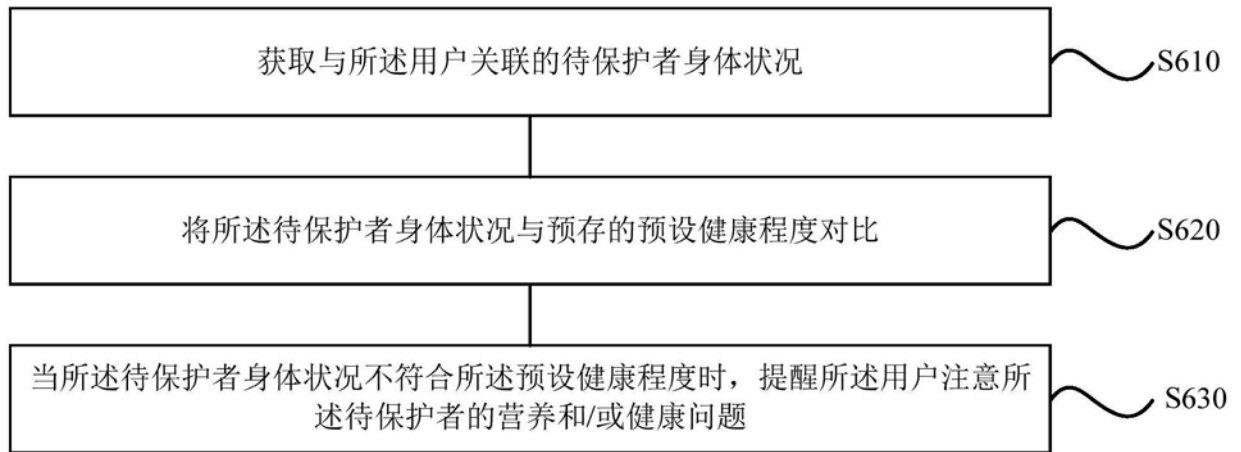 获取与所述用户关联的待保护者身体状况
S610
将所述待保护者身体状况与预存的预设健康程度对比
S620
当所述待保护者身体状况不符合所述预设健康程度时，提醒所述用户注意所
述待保护者的营养和/或健康问题
S630